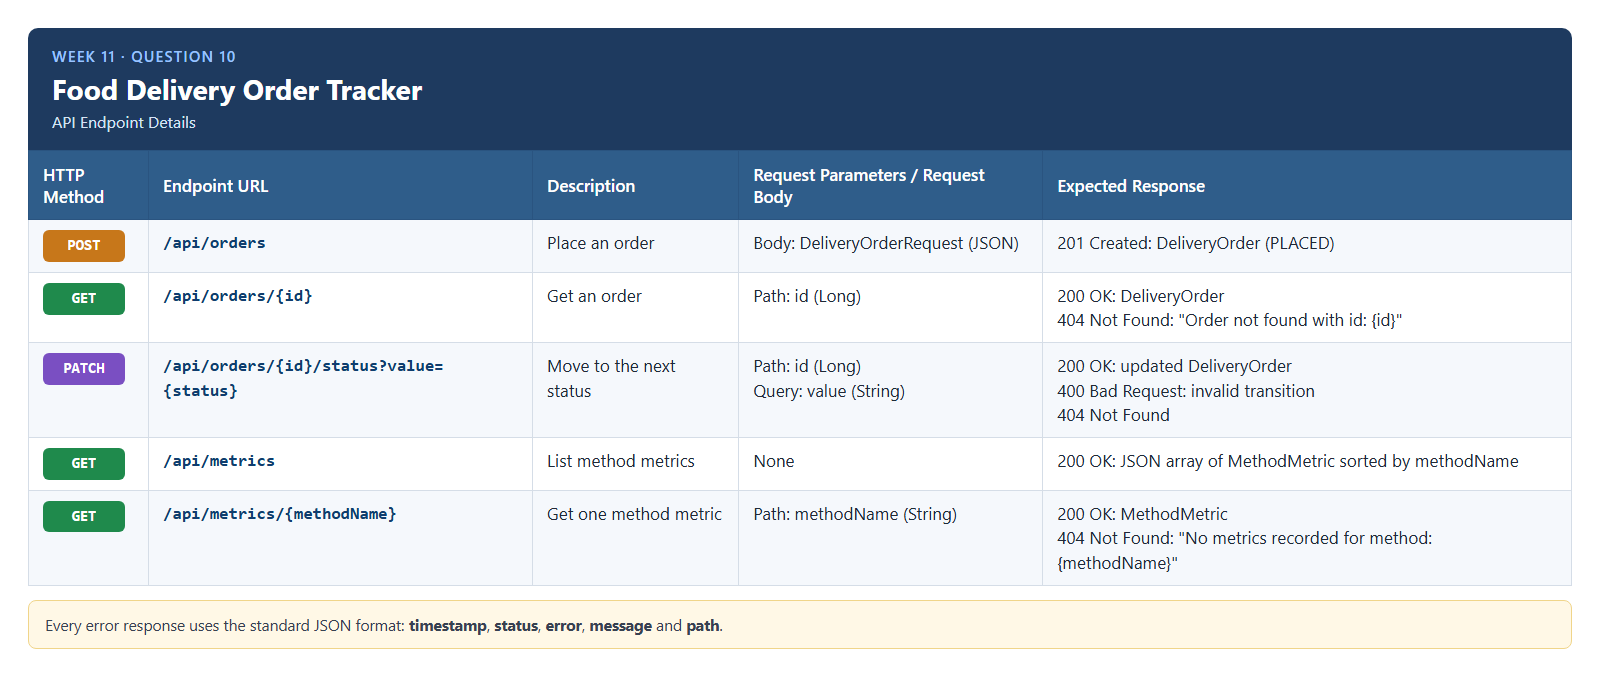 WEEK 11 · QUESTION 10
Food Delivery Order Tracker
API Endpoint Details
HTTP Method
Endpoint URL
Description
Request Parameters / Request Body
Expected Response
POST
/api/orders
Place an order
Body: DeliveryOrderRequest (JSON)
201 Created: DeliveryOrder (PLACED)
GET
/api/orders/{id}
Get an order
Path: id (Long)
200 OK: DeliveryOrder
404 Not Found: "Order not found with id: {id}"
PATCH
/api/orders/{id}/status?value=
{status}
Move to the next
status
Path: id (Long)
Query: value (String)
200 OK: updated DeliveryOrder
400 Bad Request: invalid transition
404 Not Found
GET
/api/metrics
List method metrics
None
200 OK: JSON array of MethodMetric sorted by methodName
GET
/api/metrics/{methodName}
Get one method metric
Path: methodName (String)
200 OK: MethodMetric
404 Not Found: "No metrics recorded for method:
{methodName}"
Every error response uses the standard JSON format: timestamp, status, error, message and path.